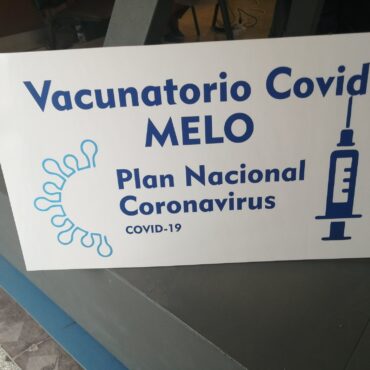 Vacunatorio Covid
MELO
Plan Nacional
Coronavirus
COVID-19